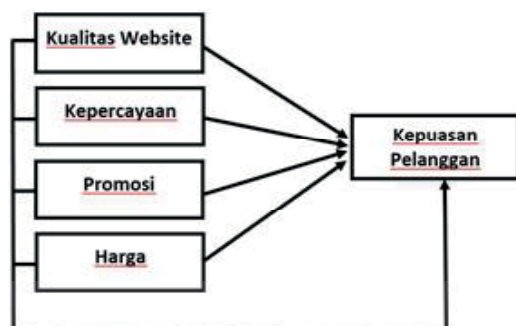 Kualitas Website
Kepercayaan
Promosi
Harga
Kepuasan
Pelanggan